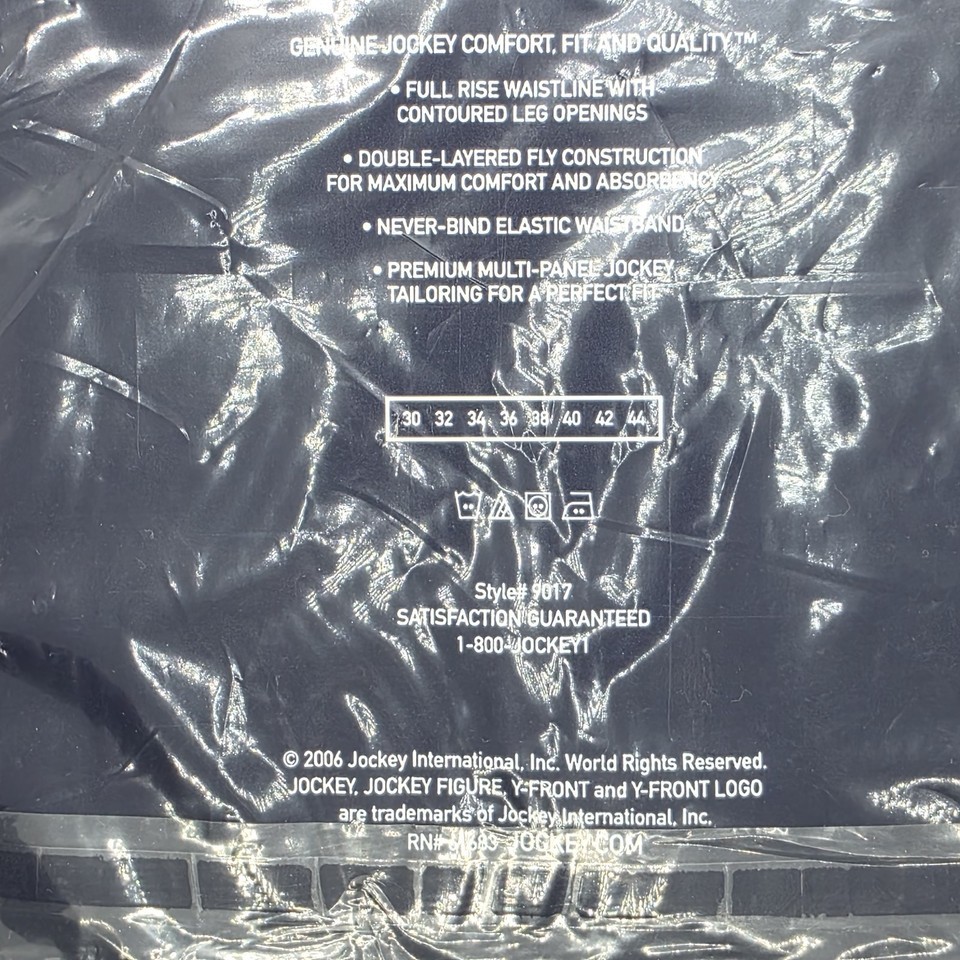 GENUINE JOCKEY COMFORT, FIT AND QUALITY™
• FULL RISE WAISTLINE WITH
CONTOURED LEG OPENINGS
• DOUBLE-LAYERED FLY CONSTRUCTION
FOR MAXIMUM COMFORT AND ABSORBENCY
• NEVER-BIND ELASTIC WAISTBAND
• PREMIUM MULTI-PANEL JOCKEY
TAILORING FOR A PERFECT FIT
30 32 34 36 38 40 42 44
Style# 9017
SATISFACTION GUARANTEED
1-800-JOCKEY1
© 2006 Jockey International, Inc. World Rights Reserved.
JOCKEY, JOCKEY FIGURE, Y-FRONT and Y-FRONT LOGO
are trademarks of Jockey International, Inc.
RN# JOCKEY.COM